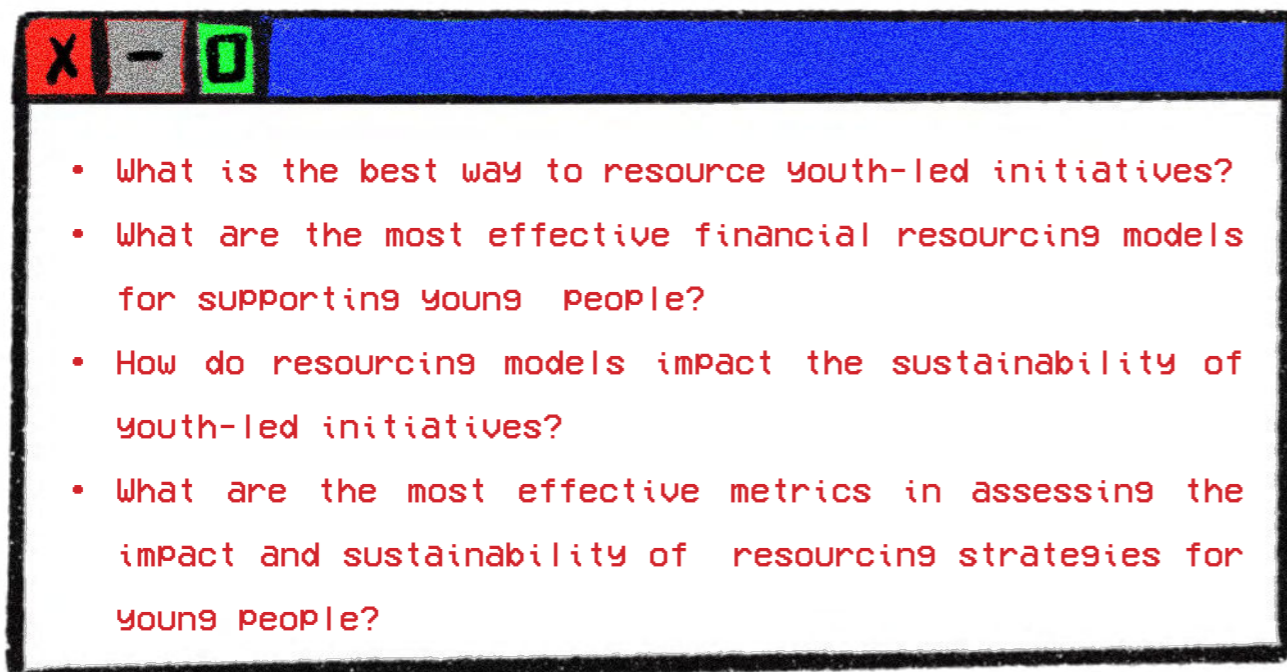 X - O
• What is the best way to resource youth-led initiatives?
• What are the most effective financial resourcing models
for supporting young people?
• How do resourcing models impact the sustainability of
youth-led initiatives?
• What are the most effective metrics in assessing the
impact and sustainability of resourcing strategies for
young people?